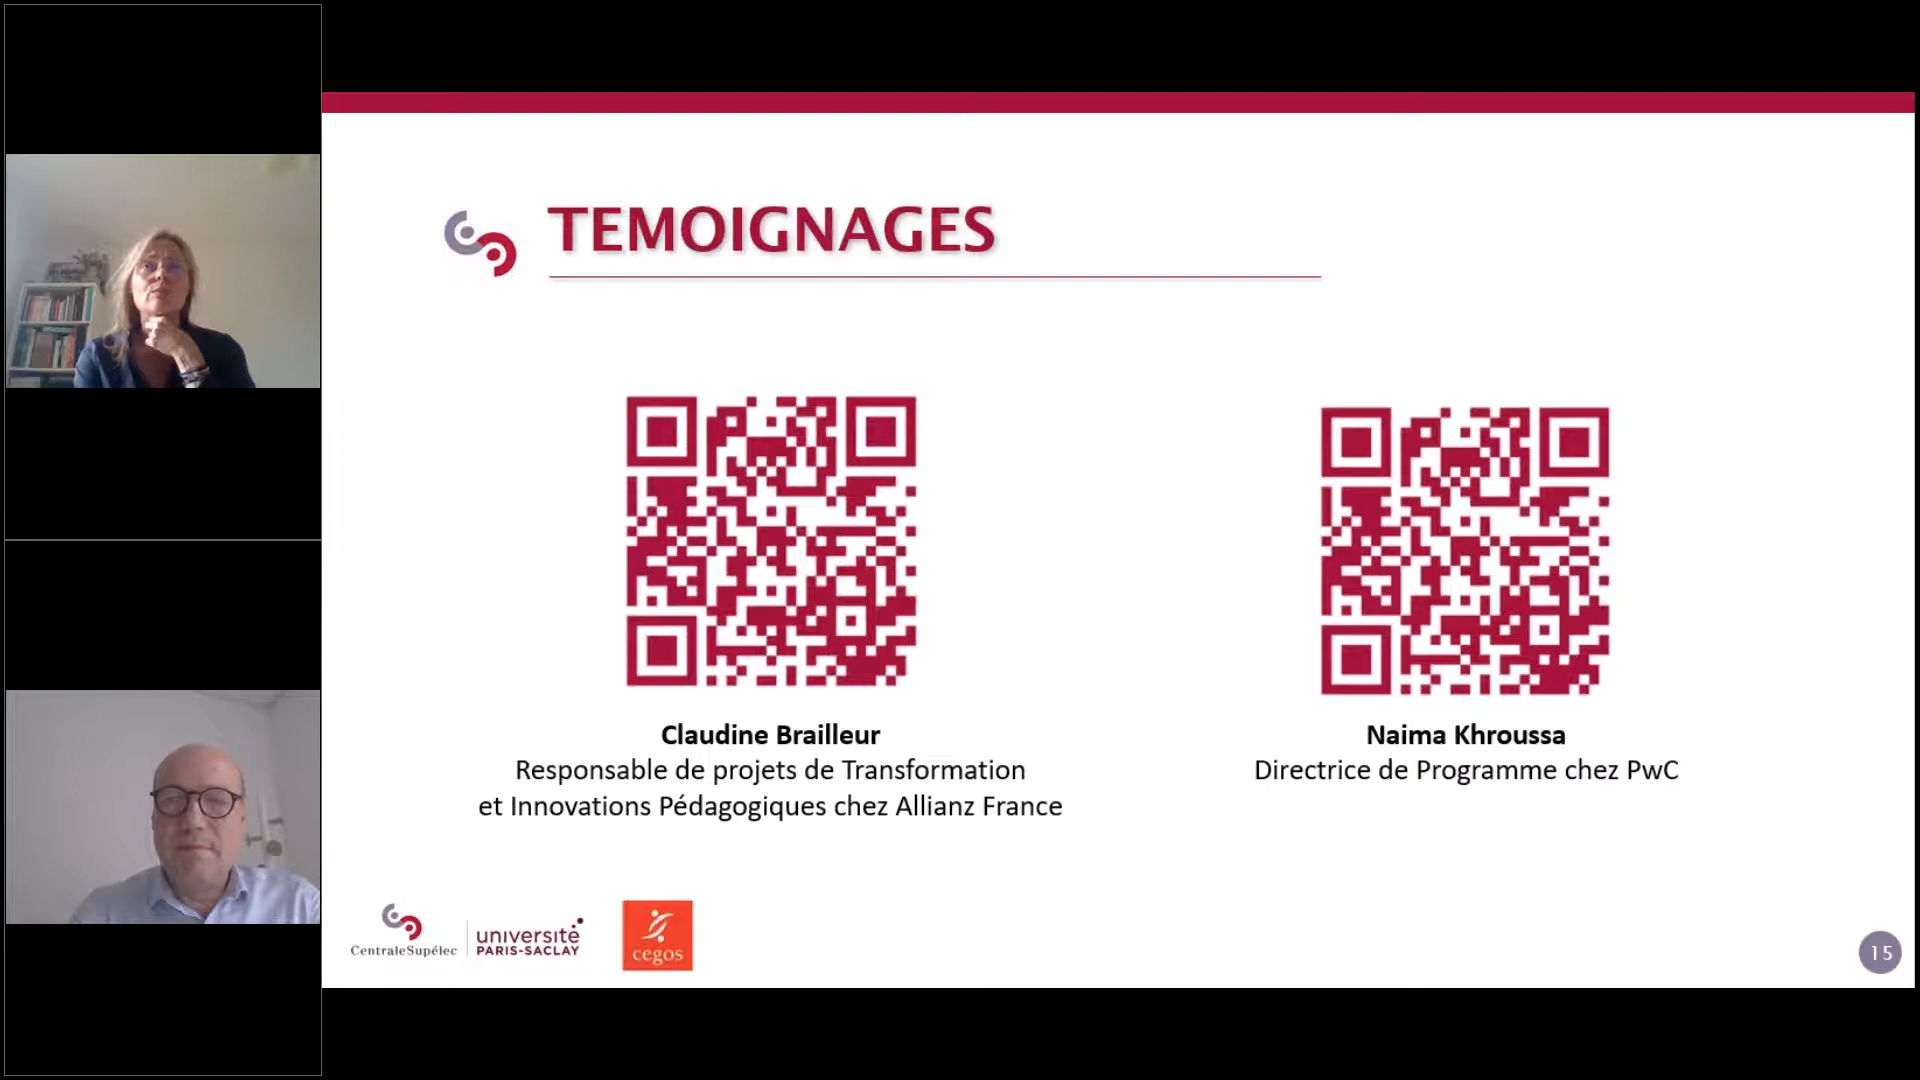 TEMOIGNAGES
Claudine Brailleur
Responsable de projets de Transformation
et Innovations Pédagogiques chez Allianz France
Naima Khroussa
Directrice de Programme chez PwC
CentraleSupélec
université
PARIS-SACLAY
cegos
15